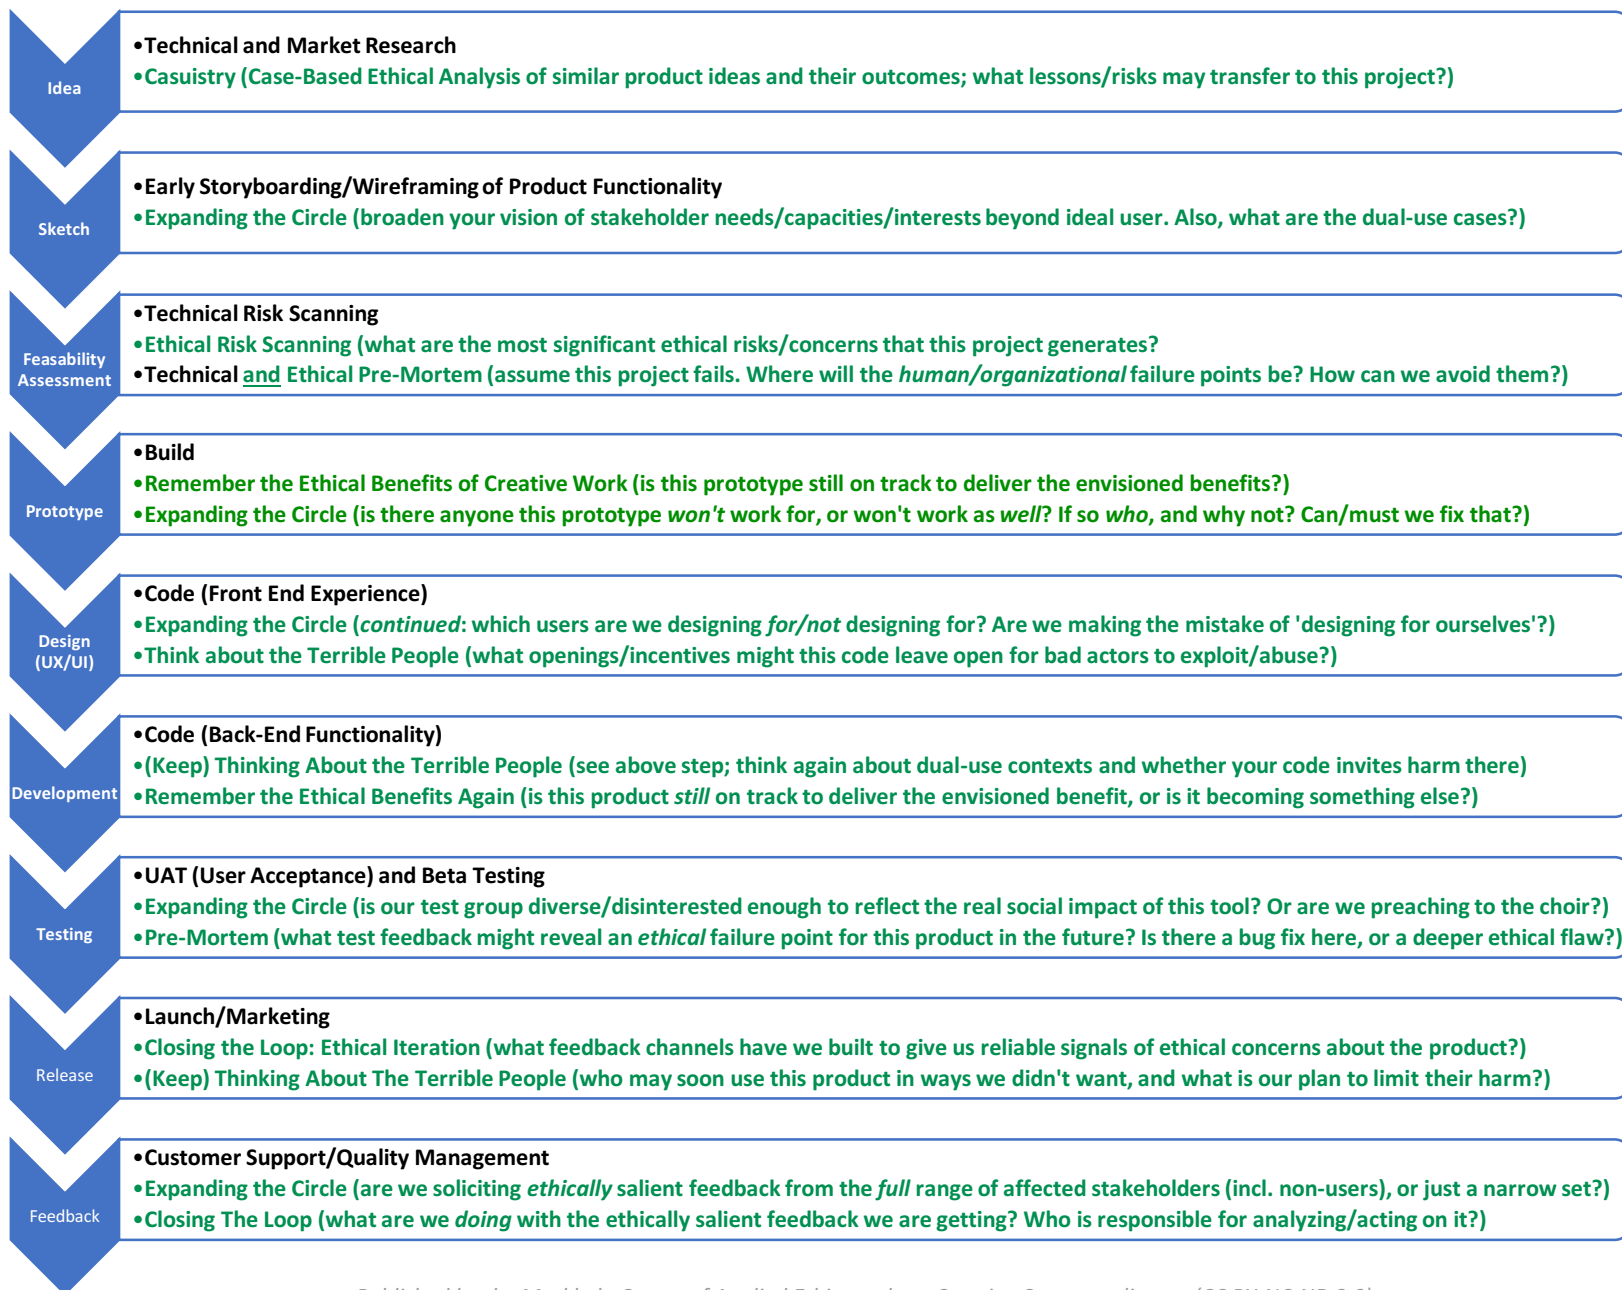 Idea
•Technical and Market Research
•Casuistry (Case-Based Ethical Analysis of similar product ideas and their outcomes; what lessons/risks may transfer to this project?)
Sketch
•Early Storyboarding/Wireframing of Product Functionality
•Expanding the Circle (broaden your vision of stakeholder needs/capacities/interests beyond ideal user. Also, what are the dual-use cases?)
Feasability
Assessment
•Technical Risk Scanning
•Ethical Risk Scanning (what are the most significant ethical risks/concerns that this project generates?
•Technical and Ethical Pre-Mortem (assume this project fails. Where will the human/organizational failure points be? How can we avoid them?)
Prototype
•Build
•Remember the Ethical Benefits of Creative Work (is this prototype still on track to deliver the envisioned benefits?)
•Expanding the Circle (is there anyone this prototype won't work for, or won't work as well? If so who, and why not? Can/must we fix that?)
Design
(UX/UI)
•Code (Front End Experience)
•Expanding the Circle (continued: which users are we designing for/not designing for? Are we making the mistake of 'designing for ourselves'?)
•Think about the Terrible People (what openings/incentives might this code leave open for bad actors to exploit/abuse?)
Development
•Code (Back-End Functionality)
•(Keep) Thinking About the Terrible People (see above step; think again about dual-use contexts and whether your code invites harm there)
•Remember the Ethical Benefits Again (is this product still on track to deliver the envisioned benefit, or is it becoming something else?)
Testing
•UAT (User Acceptance) and Beta Testing
•Expanding the Circle (is our test group diverse/disinterested enough to reflect the real social impact of this tool? Or are we preaching to the choir?)
•Pre-Mortem (what test feedback might reveal an ethical failure point for this product in the future? Is there a bug fix here, or a deeper ethical flaw?)
Release
•Launch/Marketing
•Closing the Loop: Ethical Iteration (what feedback channels have we built to give us reliable signals of ethical concerns about the product?)
•(Keep) Thinking About The Terrible People (who may soon use this product in ways we didn't want, and what is our plan to limit their harm?)
Feedback
•Customer Support/Quality Management
•Expanding the Circle (are we soliciting ethically salient feedback from the full range of affected stakeholders (incl. non-users), or just a narrow set?)
•Closing The Loop (what are we doing with the ethically salient feedback we are getting? Who is responsible for analyzing/acting on it?)